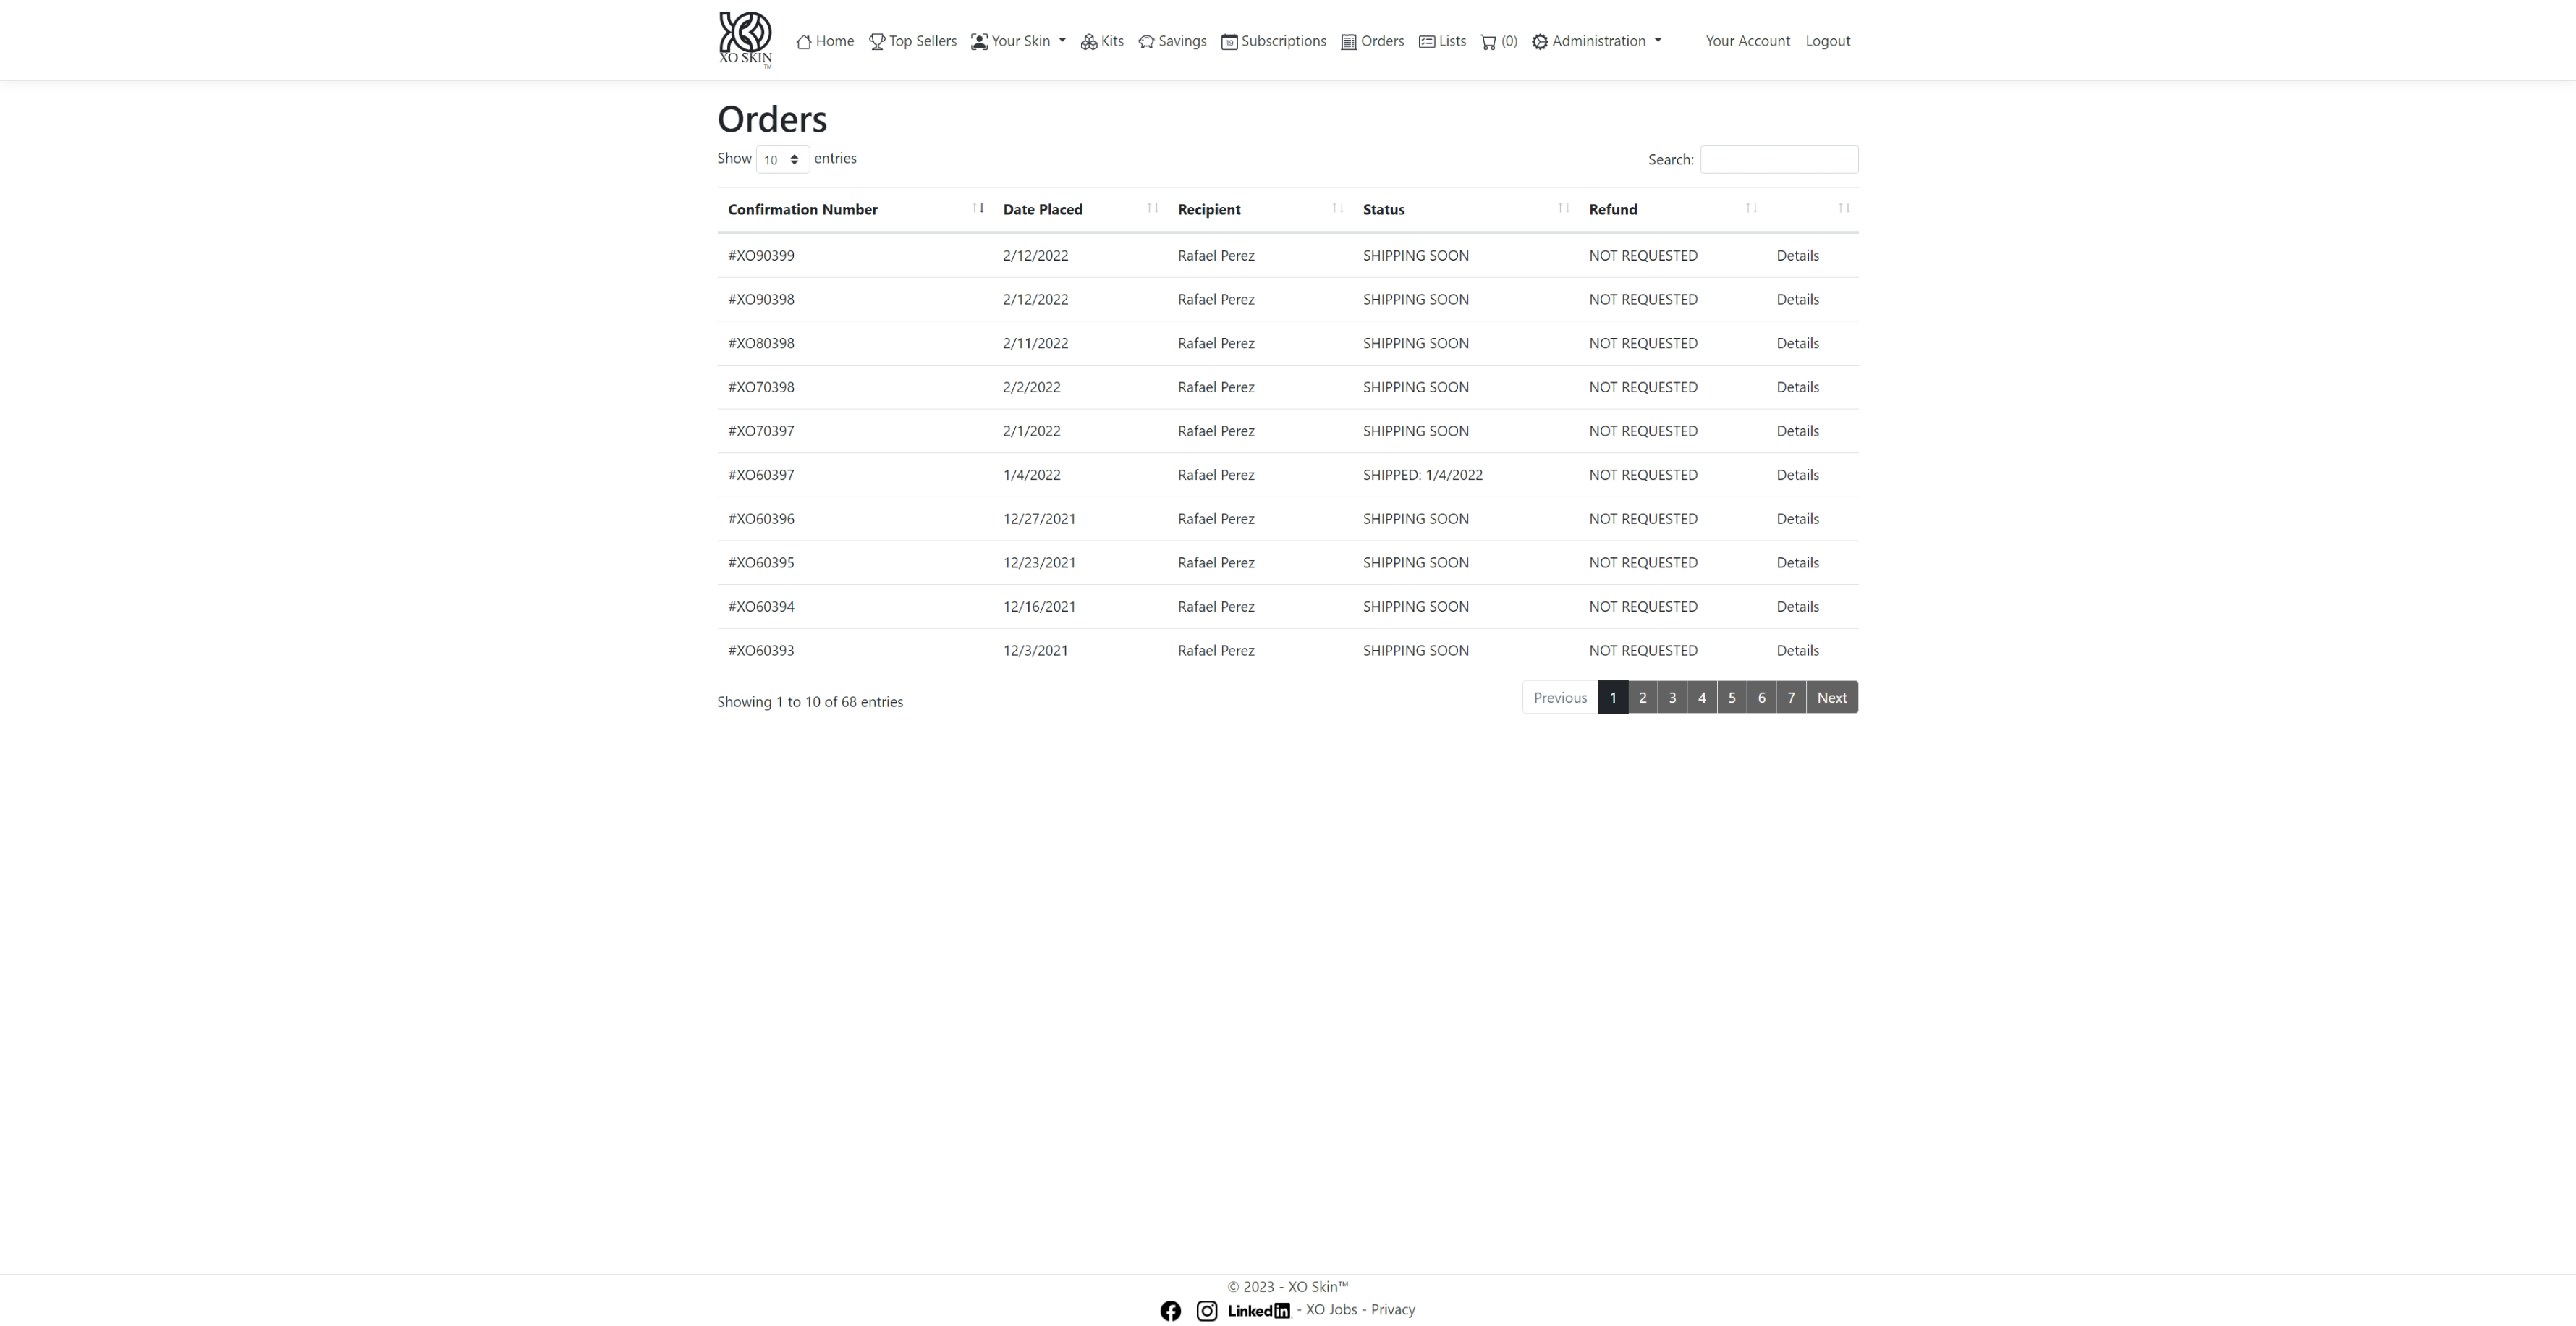 XO SKIN
TM
Home Top Sellers Your Skin Kits Savings 19 Subscriptions Orders Lists (0) Administration Your Account Logout
Orders
Show 10 entries Search:
Confirmation Number Date Placed Recipient Status Refund
#XO90399 2/12/2022 Rafael Perez SHIPPING SOON NOT REQUESTED Details
#XO90398 2/12/2022 Rafael Perez SHIPPING SOON NOT REQUESTED Details
#XO80398 2/11/2022 Rafael Perez SHIPPING SOON NOT REQUESTED Details
#XO70398 2/2/2022 Rafael Perez SHIPPING SOON NOT REQUESTED Details
#XO70397 2/1/2022 Rafael Perez SHIPPING SOON NOT REQUESTED Details
#XO60397 1/4/2022 Rafael Perez SHIPPED: 1/4/2022 NOT REQUESTED Details
#XO60396 12/27/2021 Rafael Perez SHIPPING SOON NOT REQUESTED Details
#XO60395 12/23/2021 Rafael Perez SHIPPING SOON NOT REQUESTED Details
#XO60394 12/16/2021 Rafael Perez SHIPPING SOON NOT REQUESTED Details
#XO60393 12/3/2021 Rafael Perez SHIPPING SOON NOT REQUESTED Details
Showing 1 to 10 of 68 entries Previous 1 2 3 4 5 6 7 Next
© 2023 - XO Skin™
LinkedIn - XO Jobs - Privacy